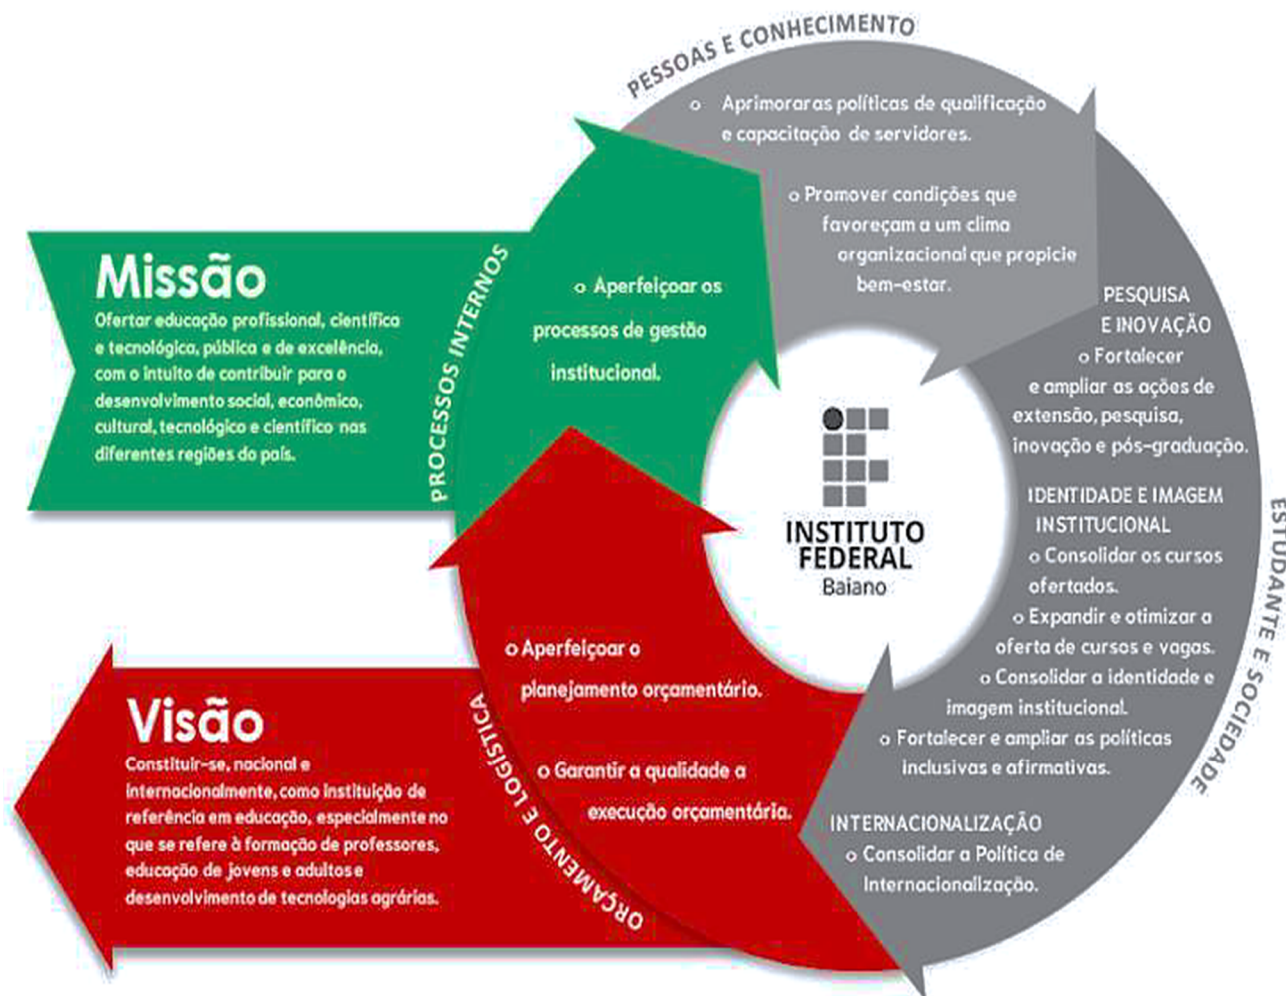 PESSOAS E CONHECIMENTO
o Aprimoraras políticas de qualificação
e capacitação de servidores.
o Promover condições que
favoreçam a um clima
organizacional que propicie
bem-estar.
Missão
Ofertar educação profissional, científica
e tecnológica, pública e de excelência,
com o intuito de contribuir para o
desenvolvimento social, econômico,
cultural, tecnológico e científico nas
diferentes regiões do país.
PROCESSOS INTERNOS
o Aperfeiçoar os
processos de gestão
institucional.
PESQUISA
E INOVAÇÃO
o Fortalecer
e ampliar as ações de
extensão, pesquisa,
inovação e pós-graduação.
IDENTIDADE E IMAGEM
INSTITUCIONAL
o Consolidar os cursos
ofertados.
o Expandir e otimizar a
oferta de cursos e vagas.
o Consolidar a identidade e
imagem institucional.
o Fortalecer e ampliar as políticas
inclusivas e afirmativas.
INTERNACIONALIZAÇÃO
o Consolidar a Política de
Internacionalização.
ESTUDANTE E SOCIEDADE
INSTITUTO
FEDERAL
Baiano
o Aperfeiçoar o
planejamento orçamentário.
o Garantir a qualidade a
execução orçamentária.
ORÇAMENTO E LOGÍSTICA
Visão
Constituir-se, nacional e
internacionalmente, como instituição de
referência em educação, especialmente no
que se refere à formação de professores,
educação de jovens e adultos e
desenvolvimento de tecnologias agrárias.